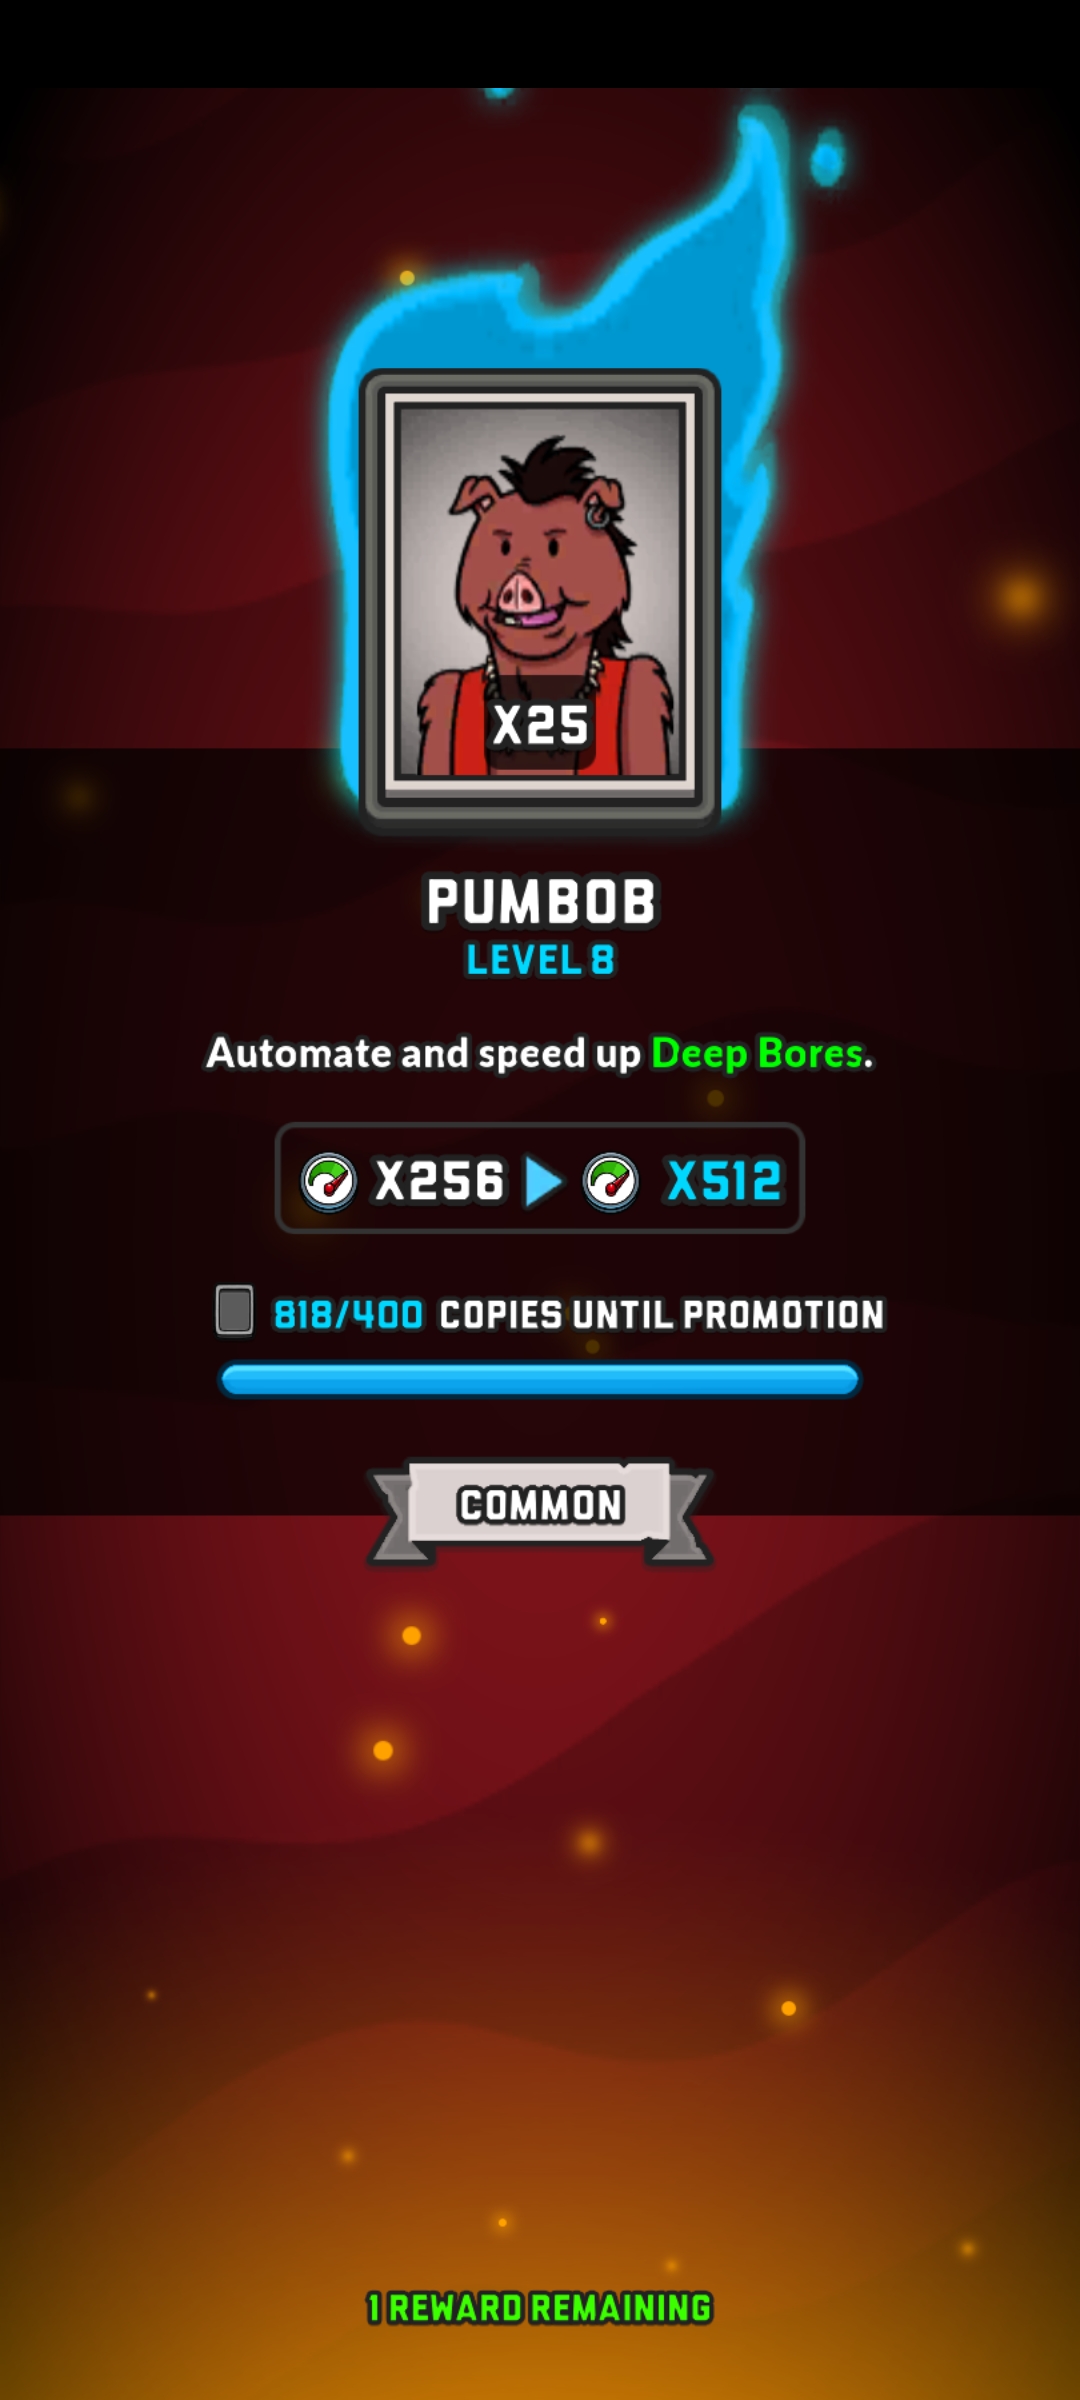 X25
PUMBOB
LEVEL 8
Automate and speed up Deep Bores.
X256 X512
818/400 COPIES UNTIL PROMOTION
COMMON
1 REWARD REMAINING